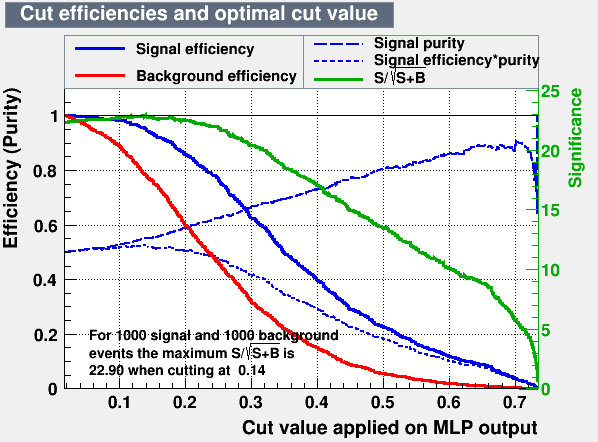 Cut efficiencies and optimal cut value
Signal efficiency
Background efficiency
Signal purity
Signal efficiency*purity
S/√S+B
Efficiency (Purity)
1
0.8
0.6
0.4
0.2
0
0.1
0.2
0.3
0.4
0.5
0.6
0.7
Cut value applied on MLP output
25
20
15
10
5
0
Significance
For 1000 signal and 1000 background
events the maximum S/√S+B is
22.90 when cutting at 0.14